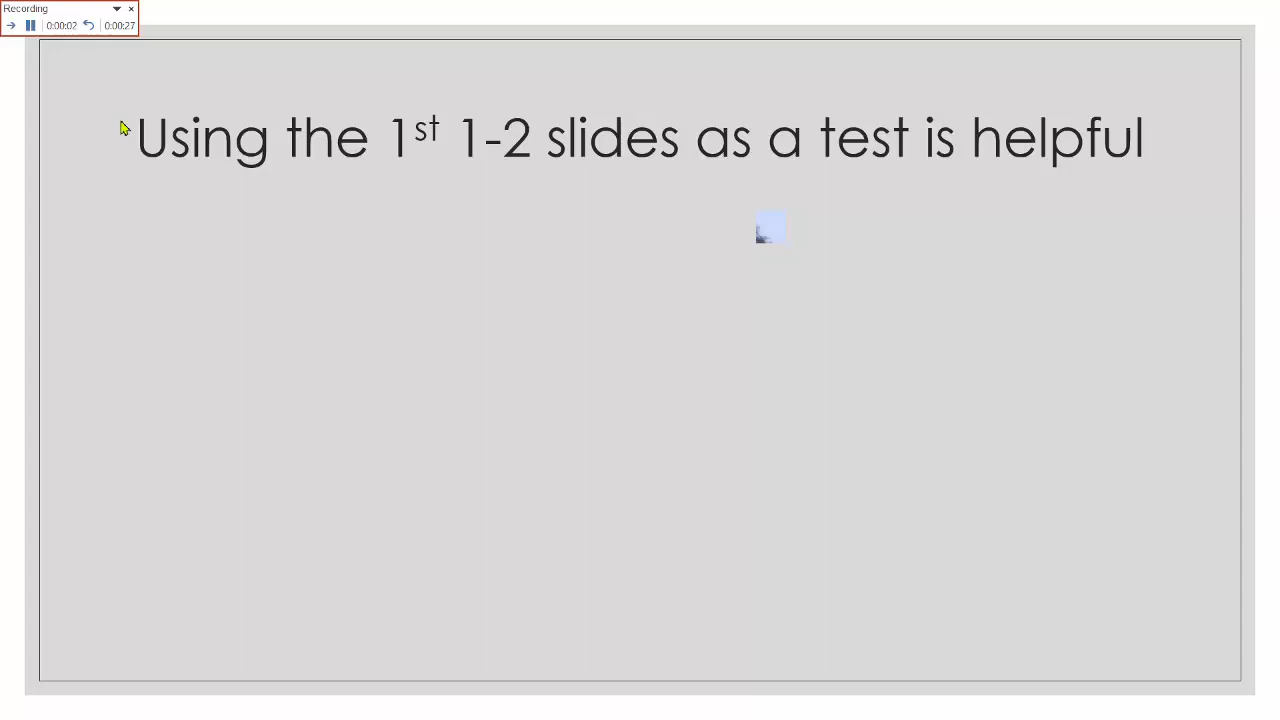 Recording
0:00:02 0:00:27
Using the 1st 1-2 slides as a test is helpful